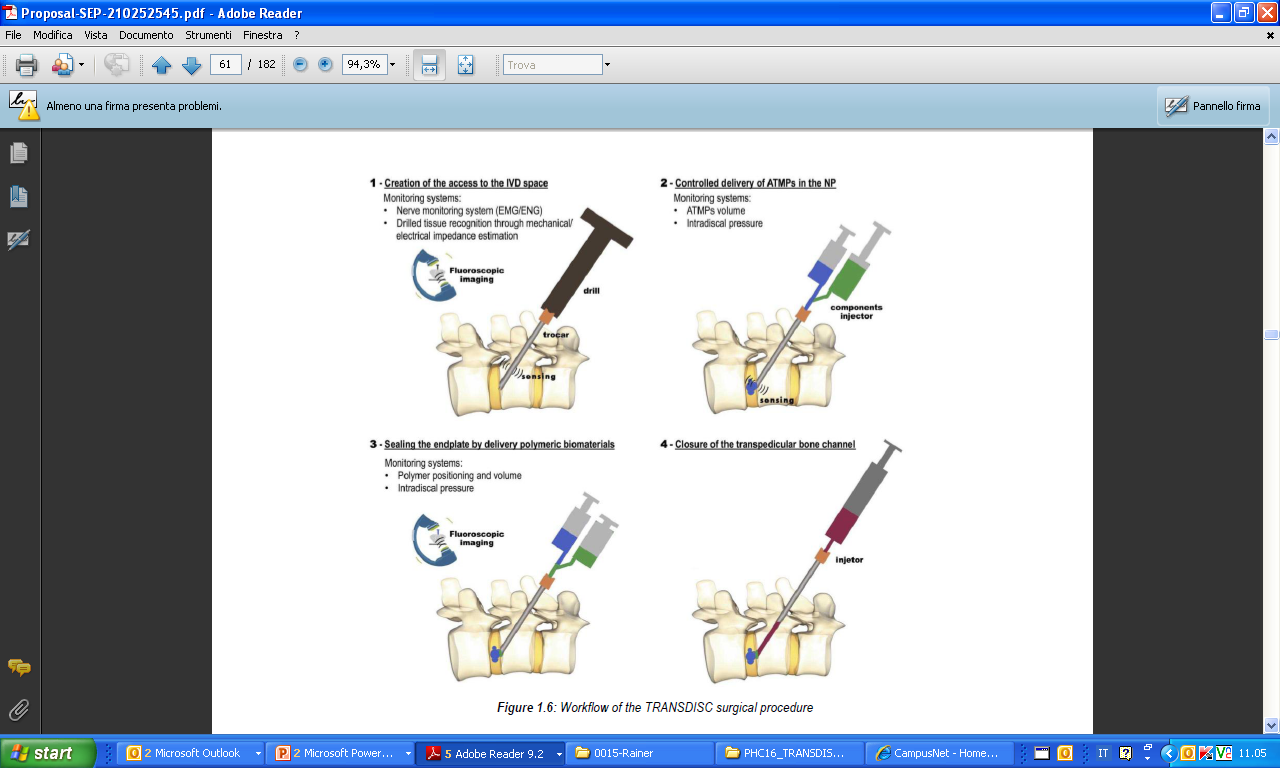 Proposal-SEP-210252545.pdf - Adobe Reader
File Modifica Vista Documento Strumenti Finestra ?
61 / 182 94,3% Trova
Almeno una firma presenta problemi.
Pannello firma
1 - Creation of the access to the IVD space
Monitoring systems:
• Nerve monitoring system (EMG/ENG)
• Drilled tissue recognition through mechanical/
electrical impedance estimation
Fluoroscopic
imaging
drill
trocar
sensing
2 - Controlled delivery of ATMPs in the NP
Monitoring systems:
• ATMPs volume
• Intradiscal pressure
components
injector
sensing
3 - Sealing the endplate by delivery polymeric biomaterials
Monitoring systems:
• Polymer positioning and volume
• Intradiscal pressure
Fluoroscopic
imaging
4 - Closure of the transpedicular bone channel
injetor
Figure 1.6: Workflow of the TRANSDISC surgical procedure
start
2 Microsoft Outlook
2 Microsoft Power...
5 Adobe Reader 9.2
0015-Rainer
PHC16_TRANSDIS...
CampusNet - Home...
IT
11.05